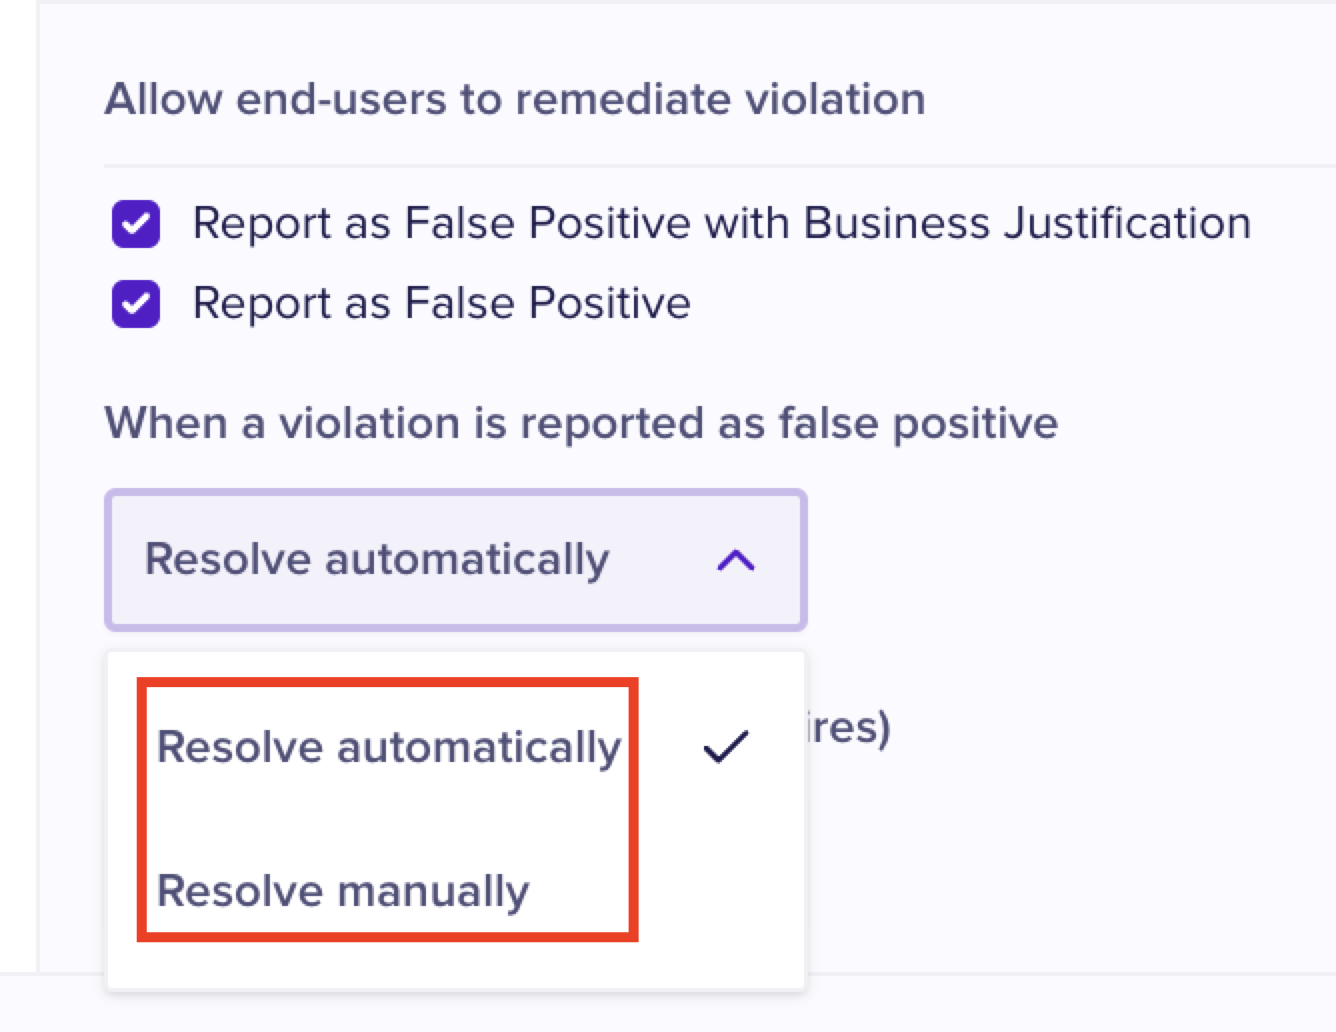 Allow end-users to remediate violation
Report as False Positive with Business Justification
Report as False Positive
When a violation is reported as false positive
Resolve automatically
Resolve automatically
ires)
Resolve manually